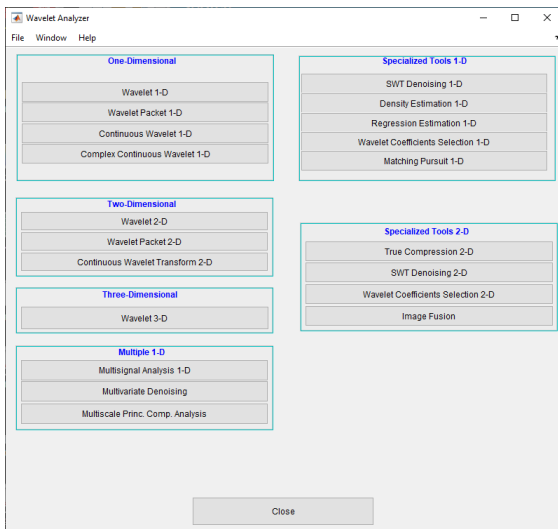 Wavelet Analyzer
File Window Help
One-Dimensional
Wavelet 1-D
Wavelet Packet 1-D
Continuous Wavelet 1-D
Complex Continuous Wavelet 1-D
Two-Dimensional
Wavelet 2-D
Wavelet Packet 2-D
Continuous Wavelet Transform 2-D
Three-Dimensional
Wavelet 3-D
Multiple 1-D
Multisignal Analysis 1-D
Multivariate Denoising
Multiscale Princ. Comp. Analysis
Specialized Tools 1-D
SWT Denoising 1-D
Density Estimation 1-D
Regression Estimation 1-D
Wavelet Coefficients Selection 1-D
Matching Pursuit 1-D
Specialized Tools 2-D
True Compression 2-D
SWT Denoising 2-D
Wavelet Coefficients Selection 2-D
Image Fusion
Close